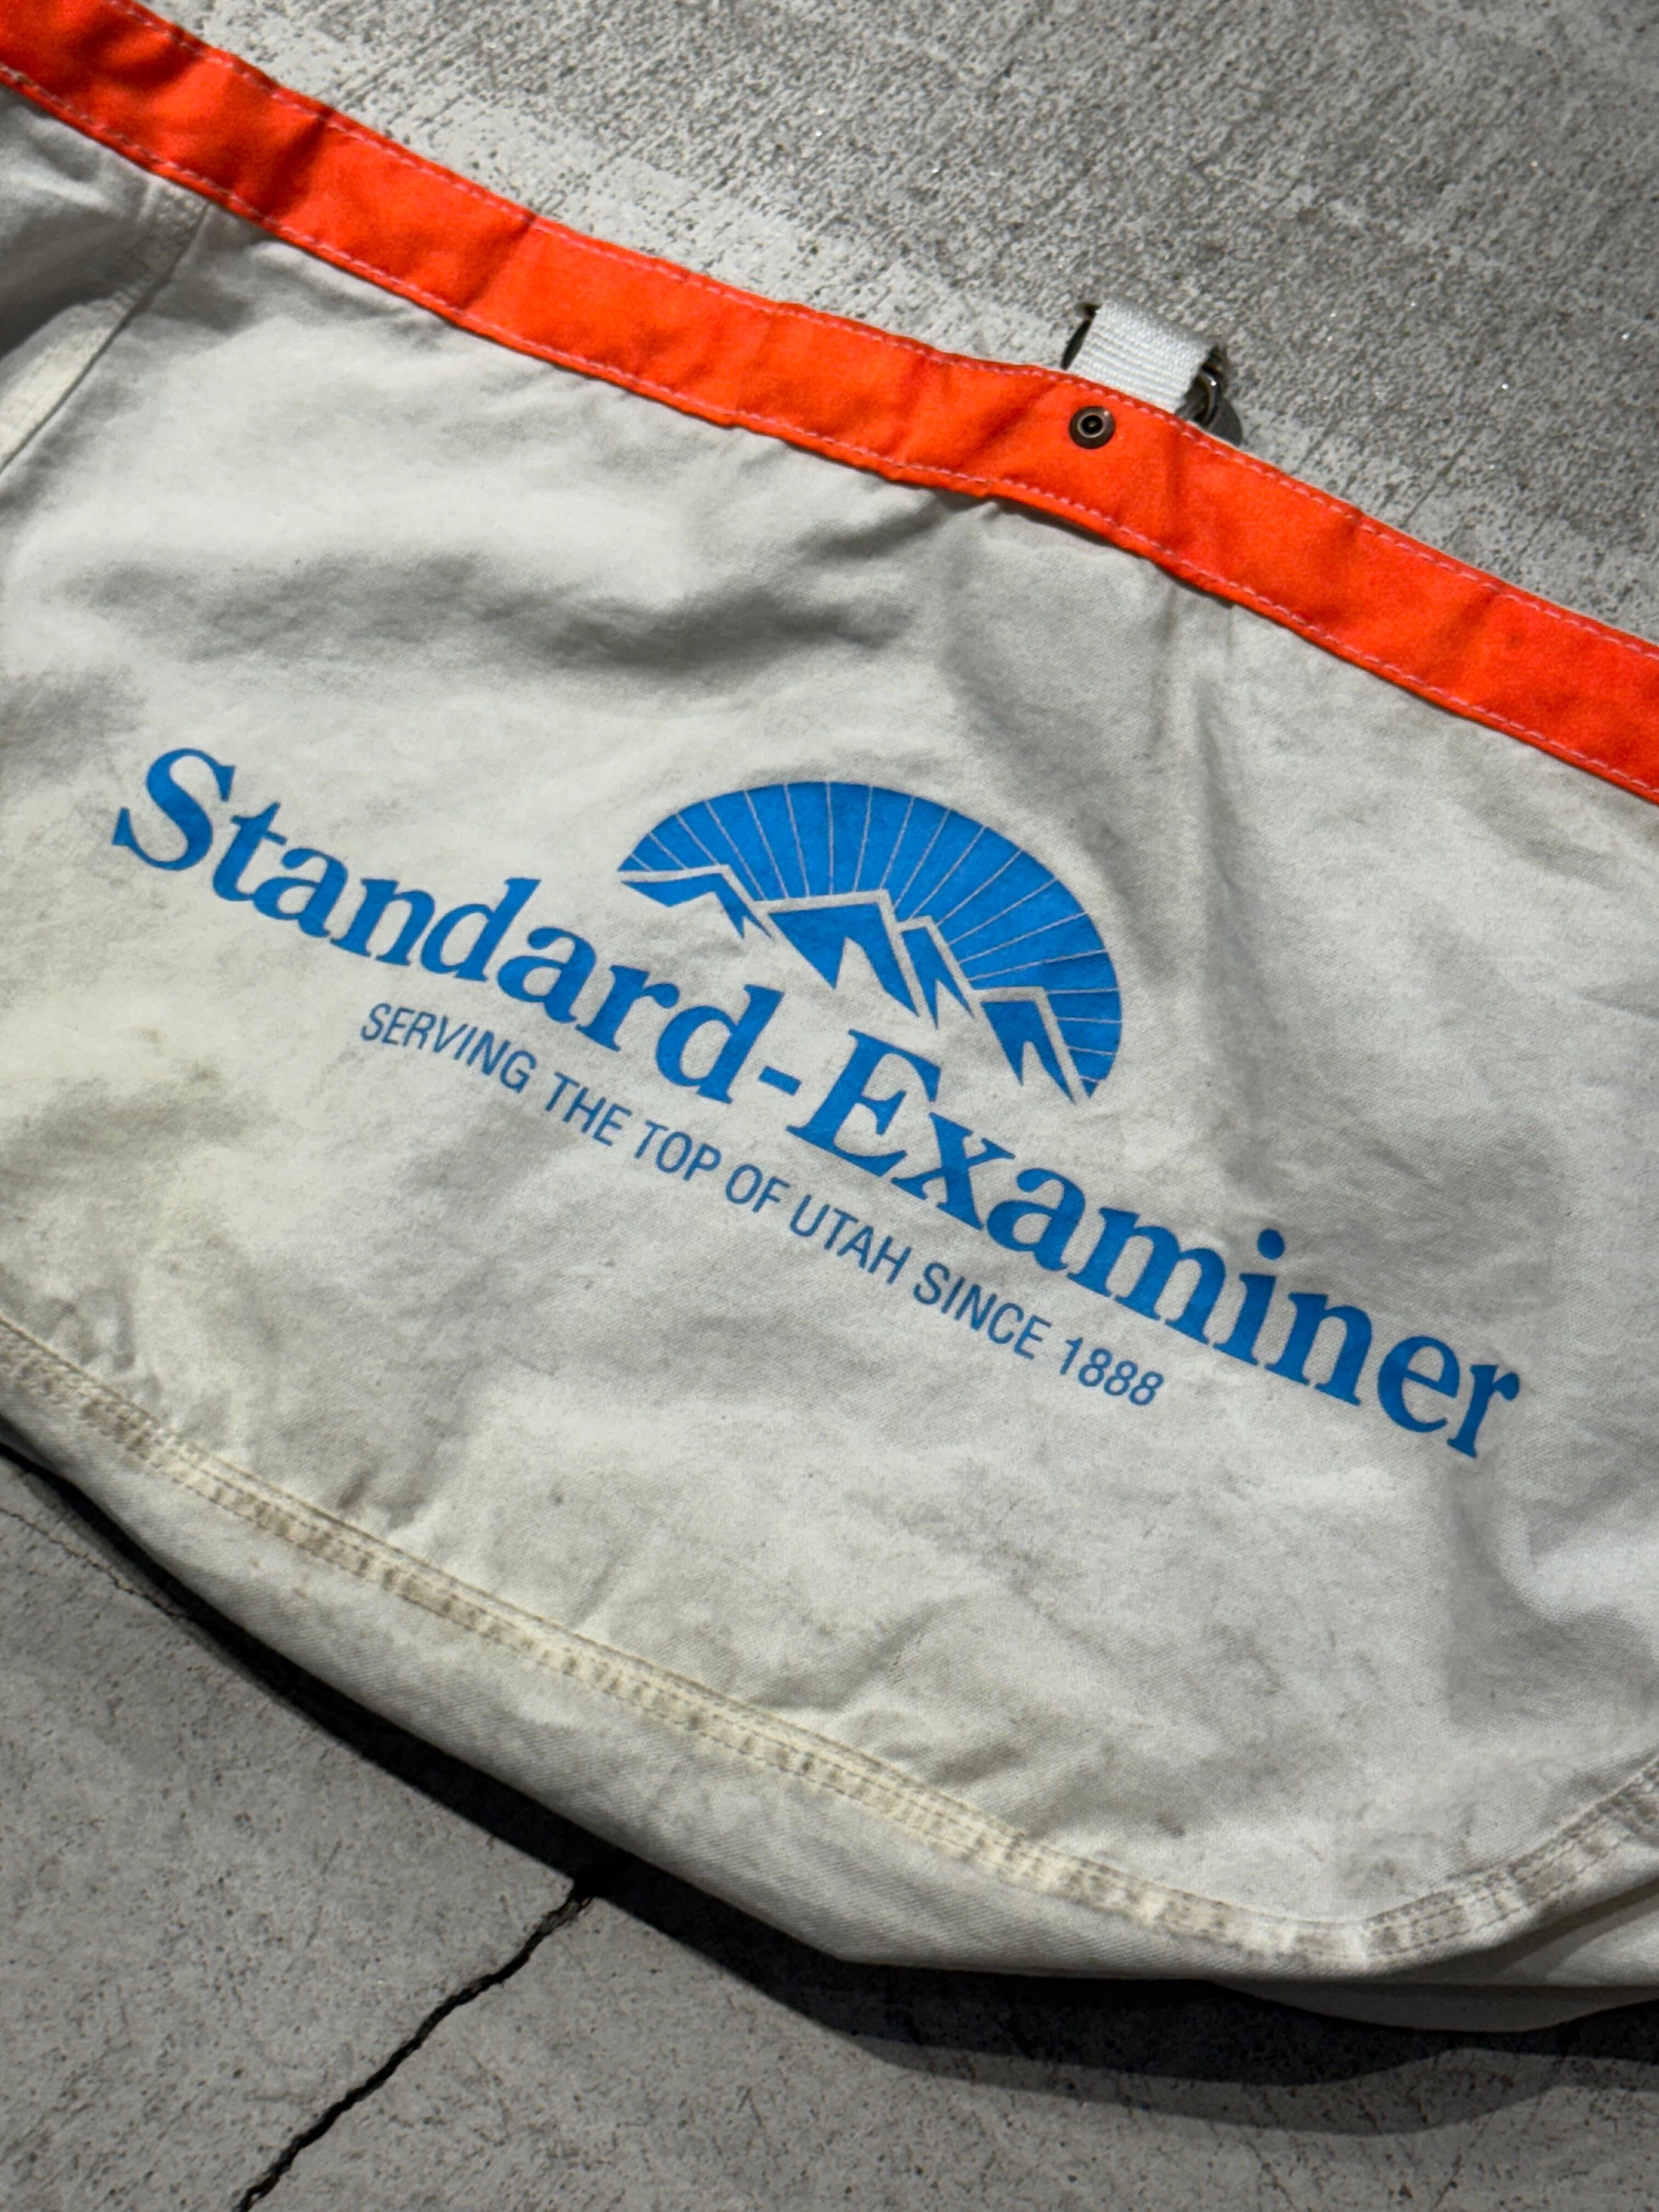 Standard-Examiner
SERVING THE TOP OF UTAH SINCE 1888